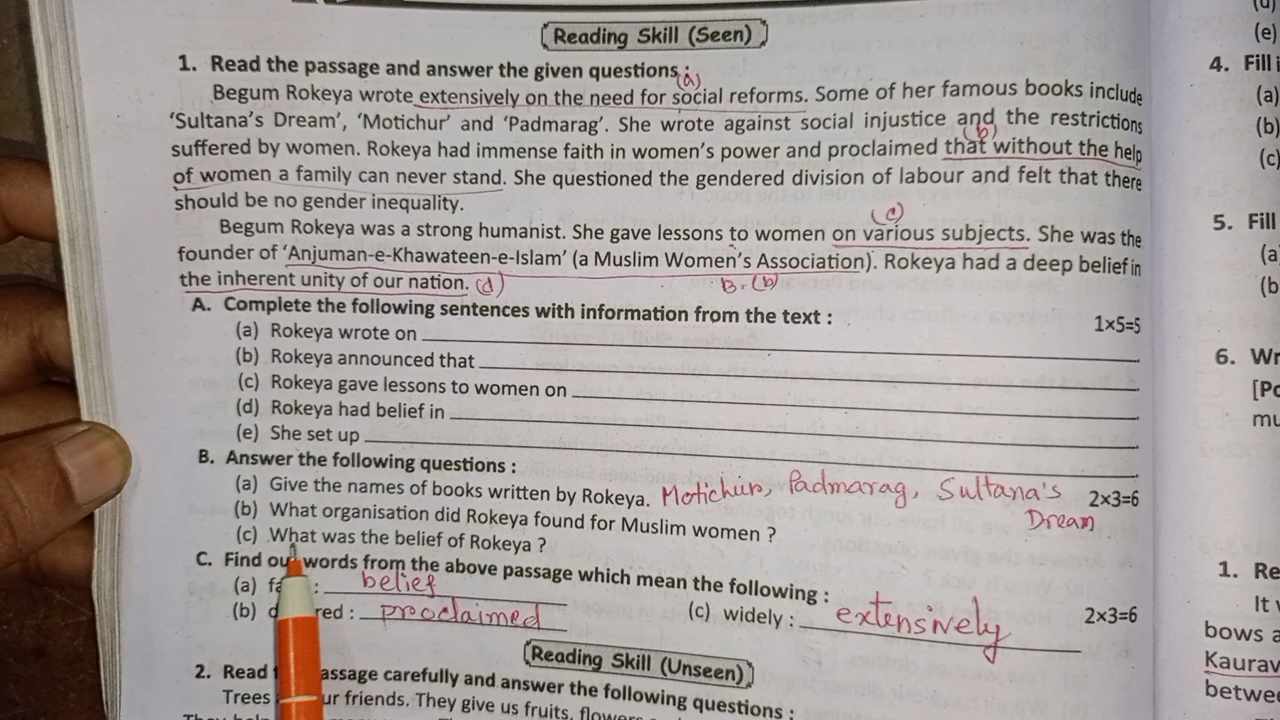 Reading Skill (Seen)
1. Read the passage and answer the given questions :
(a)
Begum Rokeya wrote extensively on the need for social reforms. Some of her famous books include
‘Sultana’s Dream’, ‘Motichur’ and ‘Padmarag’. She wrote against social injustice and the restrictions
(b)
suffered by women. Rokeya had immense faith in women’s power and proclaimed that without the help
of women a family can never stand. She questioned the gendered division of labour and felt that there
should be no gender inequality.
(c)
Begum Rokeya was a strong humanist. She gave lessons to women on various subjects. She was the
founder of ‘Anjuman-e-Khawateen-e-Islam’ (a Muslim Women’s Association). Rokeya had a deep belief in
the inherent unity of our nation. (d) B. (b)
A. Complete the following sentences with information from the text : 1×5=5
(a) Rokeya wrote on
(b) Rokeya announced that
(c) Rokeya gave lessons to women on
(d) Rokeya had belief in
(e) She set up
B. Answer the following questions :
(a) Give the names of books written by Rokeya. Motichur, Padmarag, Sultana's 2×3=6
Dream
(b) What organisation did Rokeya found for Muslim women ?
(c) What was the belief of Rokeya ?
C. Find out words from the above passage which mean the following :
(a) : belief
(b) : proclaimed (c) widely : extensively 2×3=6
Reading Skill (Unseen)
2. Read passage carefully and answer the following questions :
Trees friends. They give us fruits, flowers
(e)
4. Fill
(a)
(b)
(c)
5. Fill
(a)
(b
6.
1.
bows
Kaurav